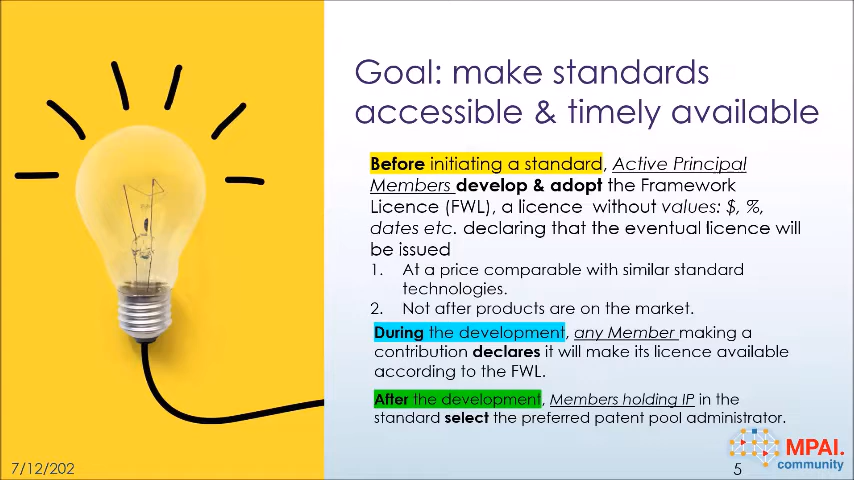 Goal: make standards
accessible & timely available
Before initiating a standard, Active Principal
Members develop & adopt the Framework
Licence (FWL), a licence without values: $, %,
dates etc. declaring that the eventual licence will
be issued
1. At a price comparable with similar standard
technologies.
2. Not after products are on the market.
During the development, any Member making a
contribution declares it will make its licence available
according to the FWL.
After the development, Members holding IP in the
standard select the preferred patent pool administrator.
MPAI.
community
7/12/202
5